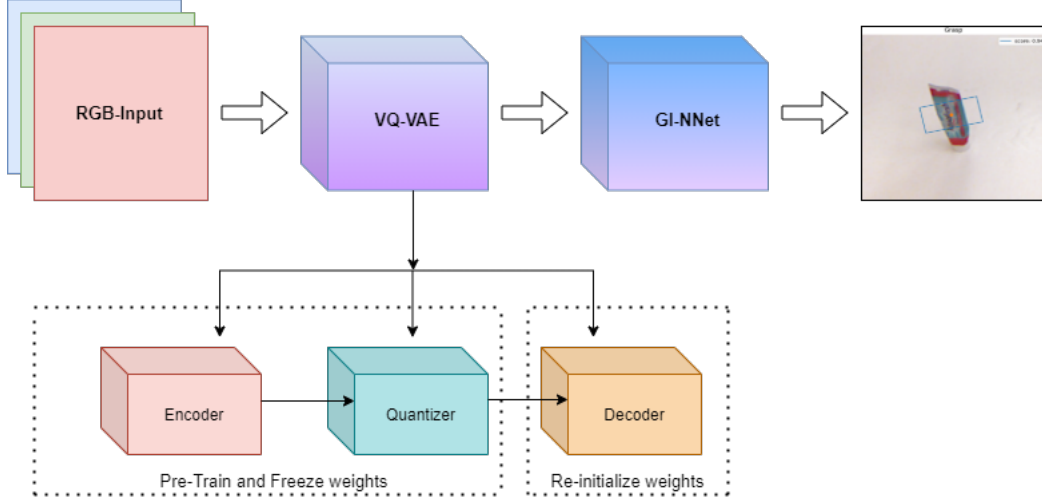 Grasp
RGB-Input
VQ-VAE
GI-NNet
Encoder
Quantizer
Decoder
Pre-Train and Freeze weights
Re-initialize weights